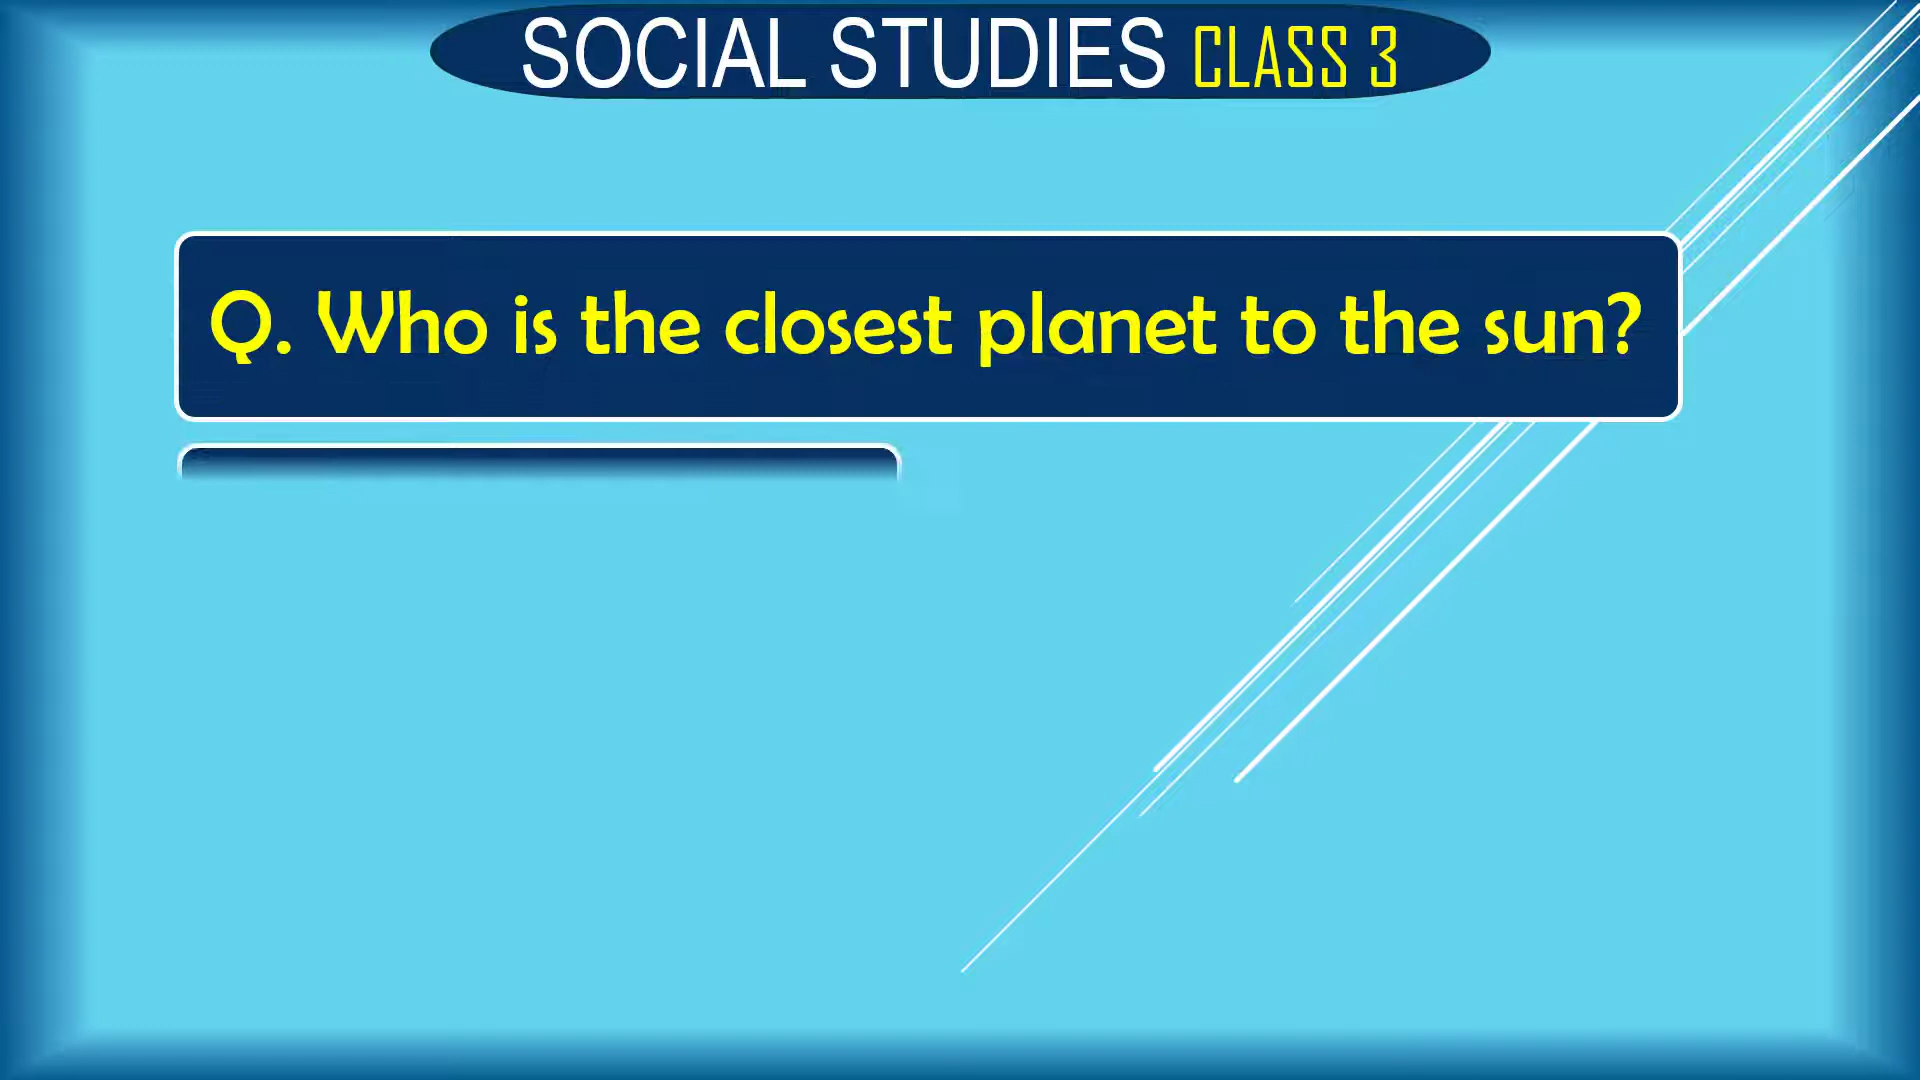 SOCIAL STUDIES CLASS 3
Q. Who is the closest planet to the sun?